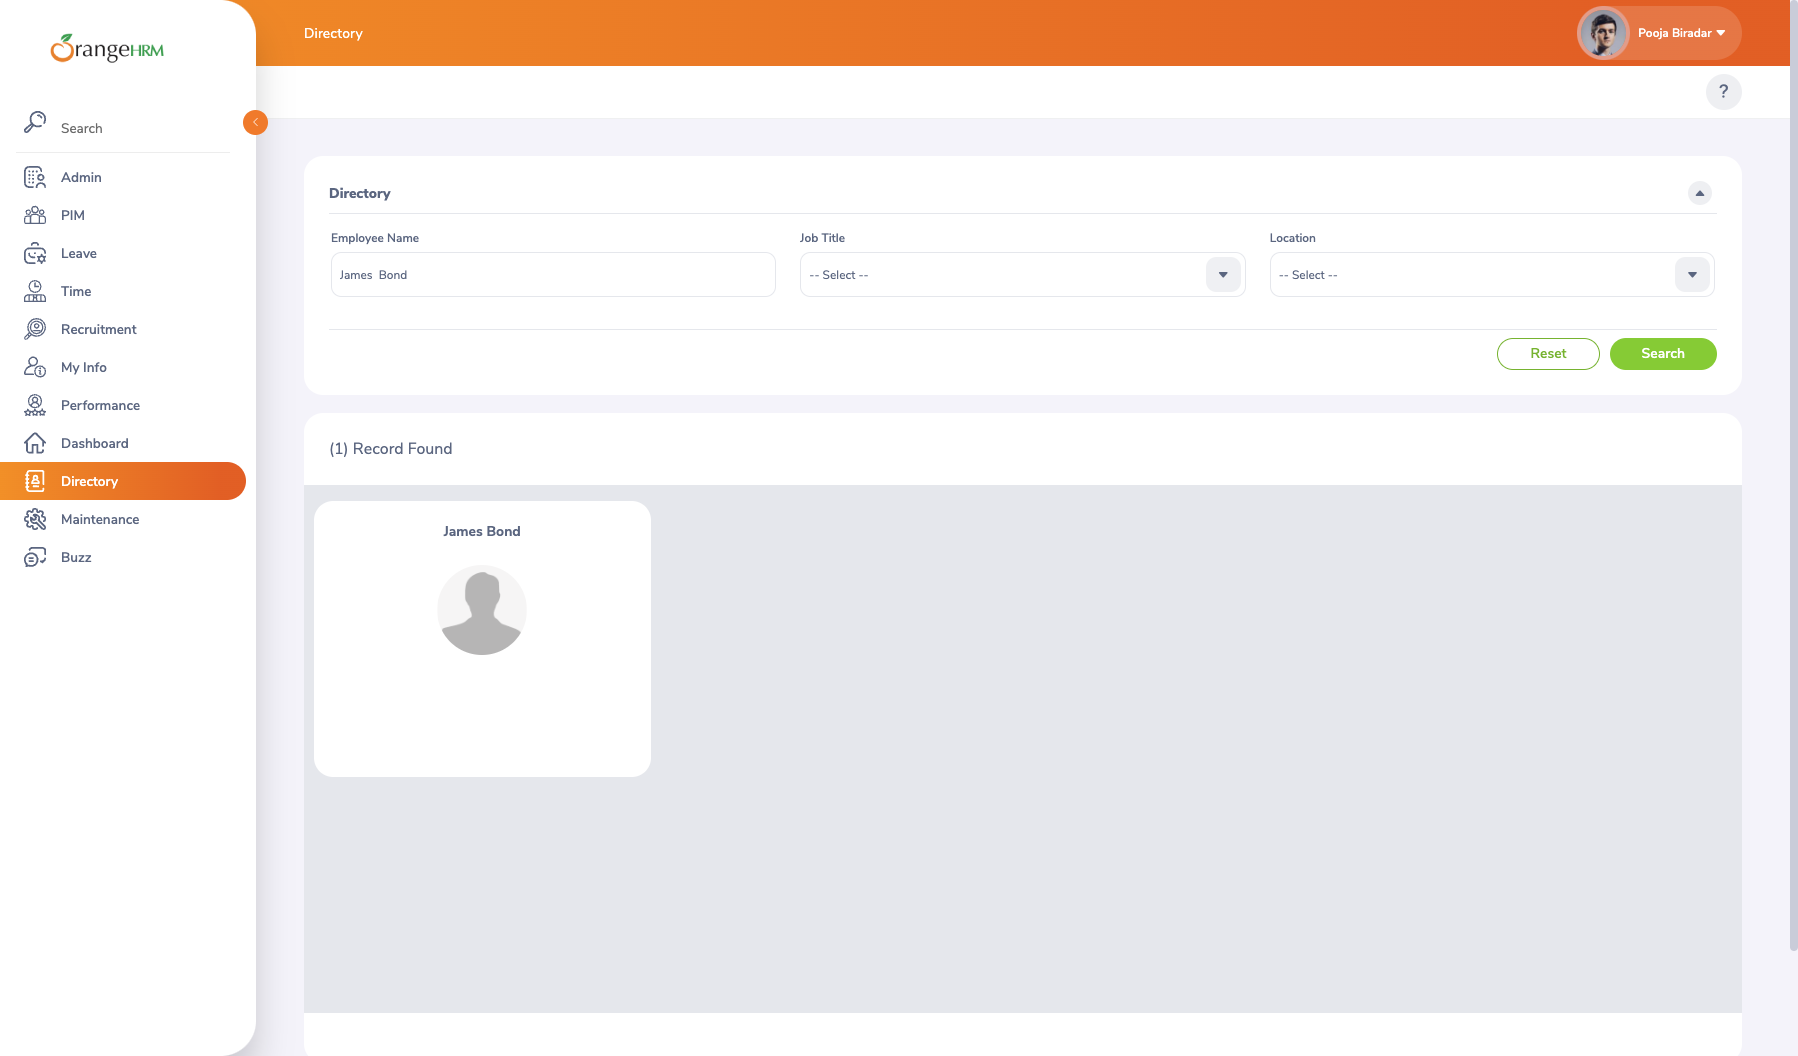 OrangeHRM
Search
Admin
PIM
Leave
Time
Recruitment
My Info
Performance
Dashboard
Directory
Maintenance
Buzz
Directory
Pooja Biradar
?
Directory
Employee Name
James  Bond
Job Title
-- Select --
Location
-- Select --
Reset
Search
(1) Record Found
James Bond